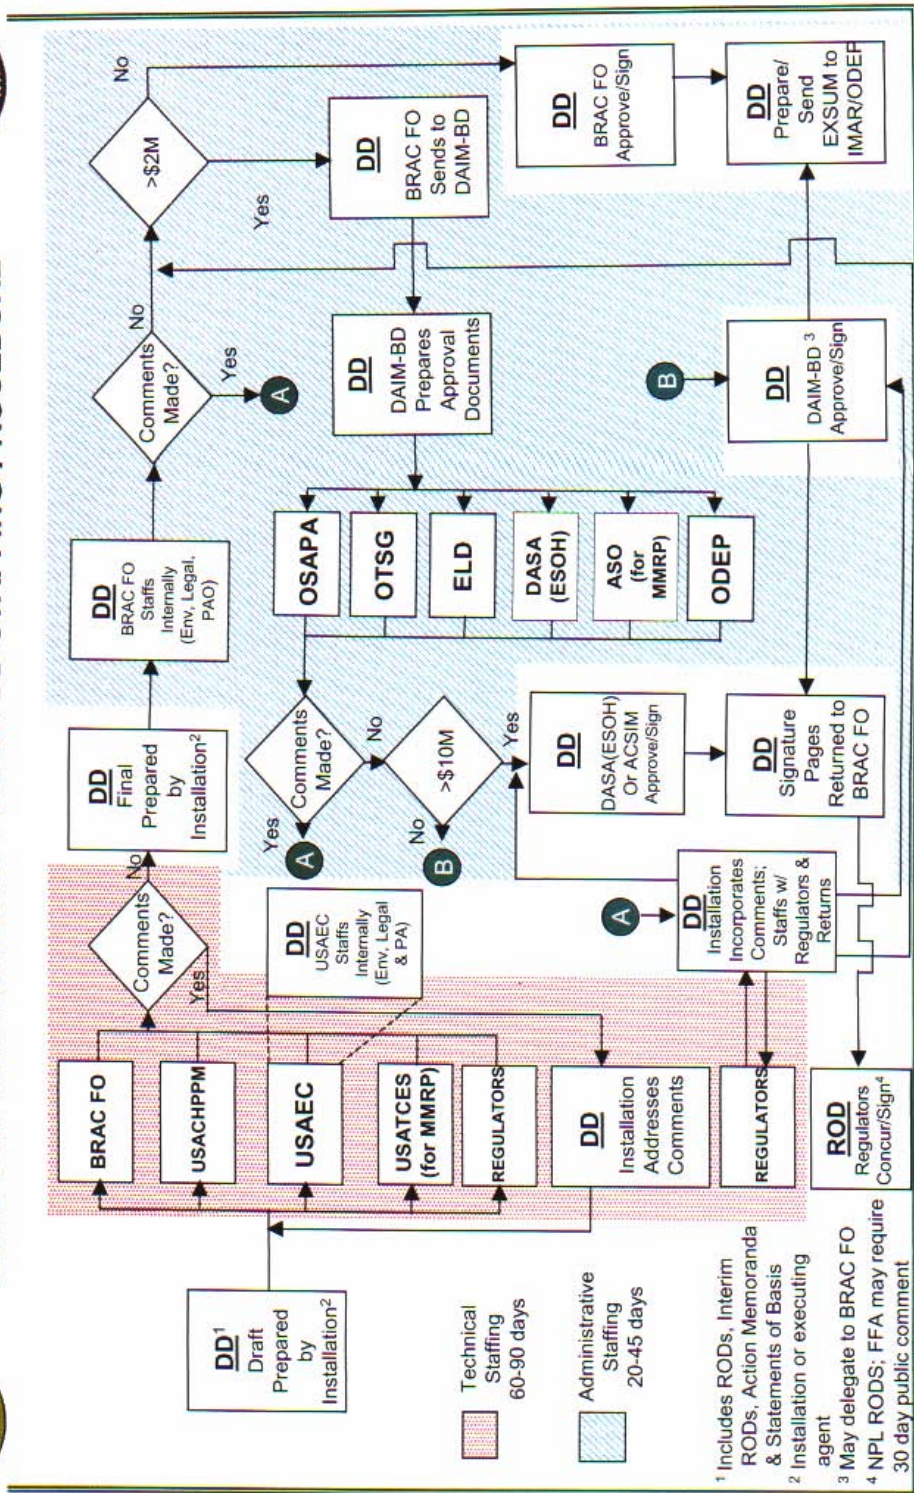 DD¹
Draft
Prepared
by
Installation²
Technical
Staffing
60-90 days
Administrative
Staffing
20-45 days
¹ Includes RODs, Interim
RODs, Action Memoranda
& Statements of Basis
² Installation or executing
agent
³ May delegate to BRAC FO
⁴ NPL RODS; FFA may require
30 day public comment
BRAC FO
USACHPPM
USAEC
USATCES
(for MMRP)
REGULATORS
DD
Installation
Addresses
Comments
REGULATORS
ROD
Regulators
Concur/Sign⁴
Comments
Made?
No
Yes
DD
USAEC
Staffs
Internally
(Env, Legal
& PA)
DD
Final
Prepared
by
Installation²
DD
BRAC FO
Staffs
Internally
(Env, Legal,
PAO)
Comments
Made?
No
Yes
A
>$2M
No
Yes
DD
BRAC FO
Sends to
DAIM-BD
DD
DAIM-BD
Prepares
Approval
Documents
OSAPA
OTSG
ELD
DASA
(ESOH)
ASO
(for
MMRP)
ODEP
Comments
Made?
Yes
A
No
>$10M
No
B
Yes
DD
DASA(ESOH)
Or ACSIM
Approve/Sign
A
DD
Installation
Incorporates
Comments;
Staffs w/
Regulators &
Returns
DD
Signature
Pages
Returned to
BRAC FO
B
DD
DAIM-BD ³
Approve/Sign
DD
BRAC FO
Approve/Sign
DD
Prepare/
Send
EXSUM to
IMAR/ODEP